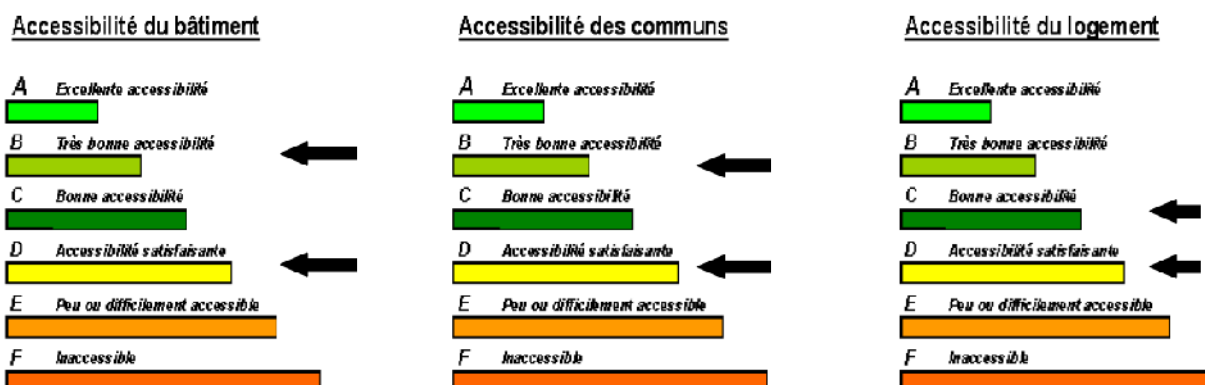 Accessibilité du bâtiment
A Excellente accessibilité
B Très bonne accessibilité
C Bonne accessibilité
D Accessibilité satisfaisante
E Peu ou difficilement accessible
F Inaccessible
Accessibilité des communs
A Excellente accessibilité
B Très bonne accessibilité
C Bonne accessibilité
D Accessibilité satisfaisante
E Peu ou difficilement accessible
F Inaccessible
Accessibilité du logement
A Excellente accessibilité
B Très bonne accessibilité
C Bonne accessibilité
D Accessibilité satisfaisante
E Peu ou difficilement accessible
F Inaccessible